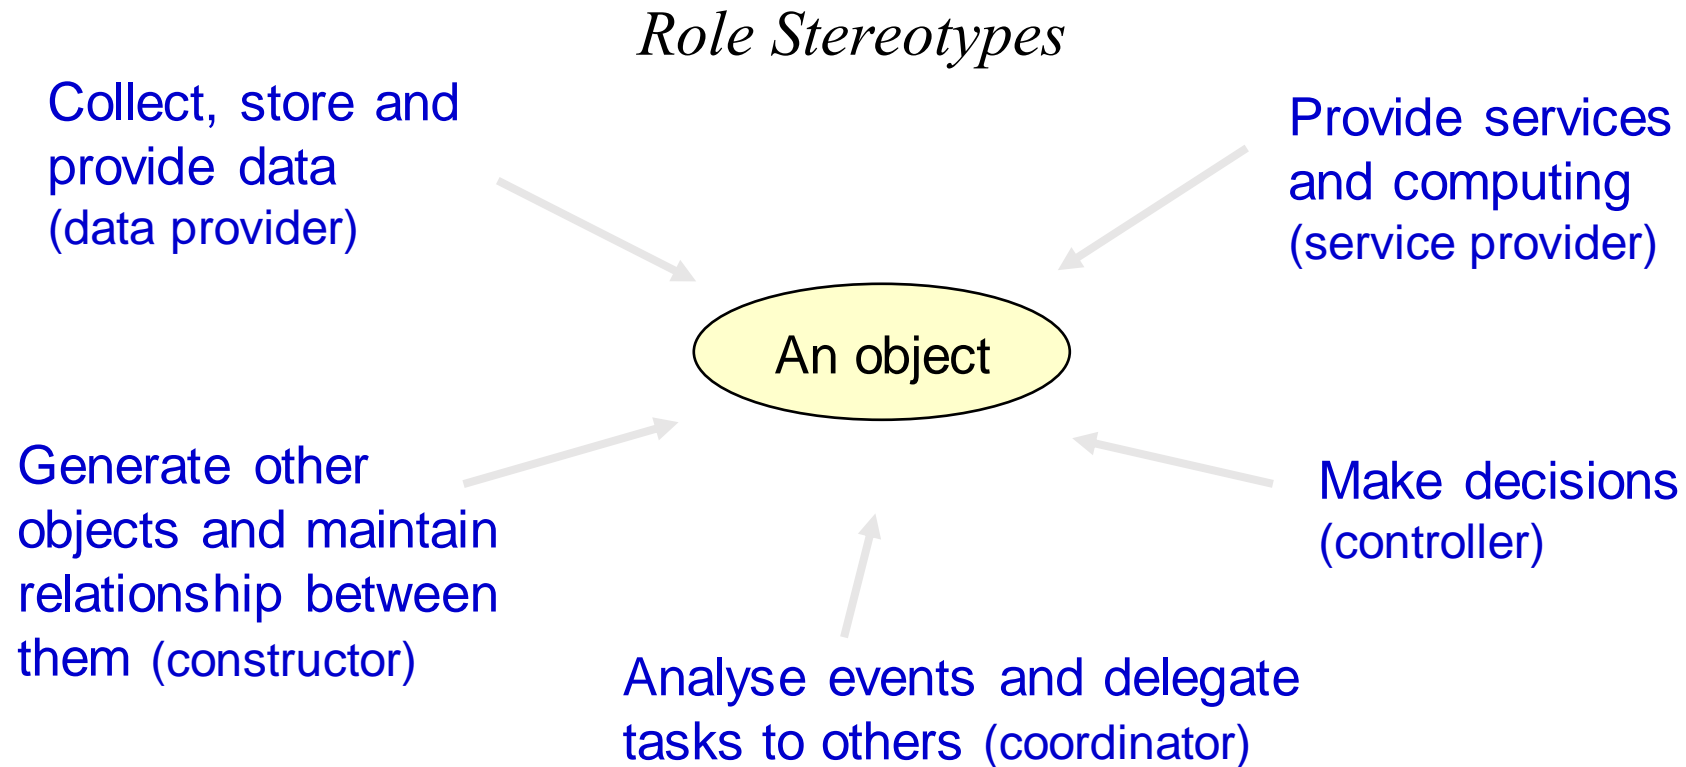 Role Stereotypes
Collect, store and
provide data
(data provider)
Provide services
and computing
(service provider)
An object
Generate other
objects and maintain
relationship between
them (constructor)
Make decisions
(controller)
Analyse events and delegate
tasks to others (coordinator)